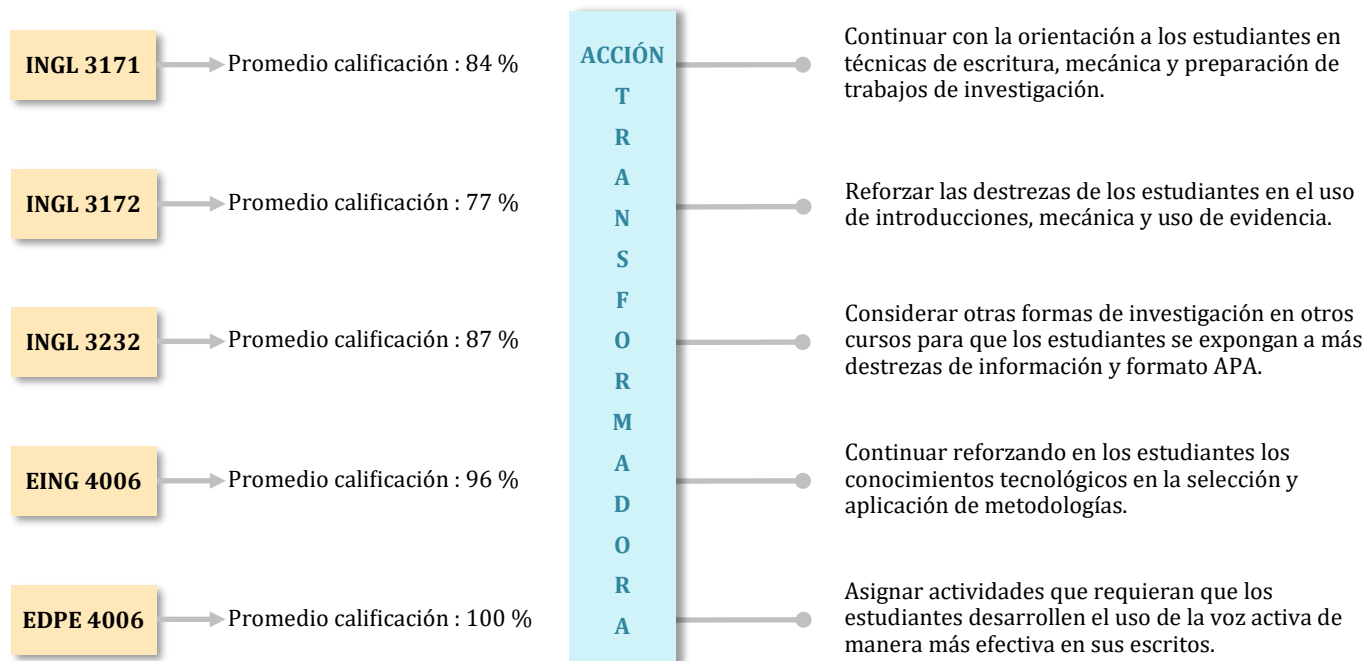 INGL 3171
Promedio calificación : 84 %
Continuar con la orientación a los estudiantes en
técnicas de escritura, mecánica y preparación de
trabajos de investigación.
INGL 3172
Promedio calificación : 77 %
Reforzar las destrezas de los estudiantes en el uso
de introducciones, mecánica y uso de evidencia.
INGL 3232
Promedio calificación : 87 %
Considerar otras formas de investigación en otros
cursos para que los estudiantes se expongan a más
destrezas de información y formato APA.
EING 4006
Promedio calificación : 96 %
Continuar reforzando en los estudiantes los
conocimientos tecnológicos en la selección y
aplicación de metodologías.
EDPE 4006
Promedio calificación : 100 %
Asignar actividades que requieran que los
estudiantes desarrollen el uso de la voz activa de
manera más efectiva en sus escritos.
ACCIÓN
T
R
A
N
S
F
O
R
M
A
D
O
R
A